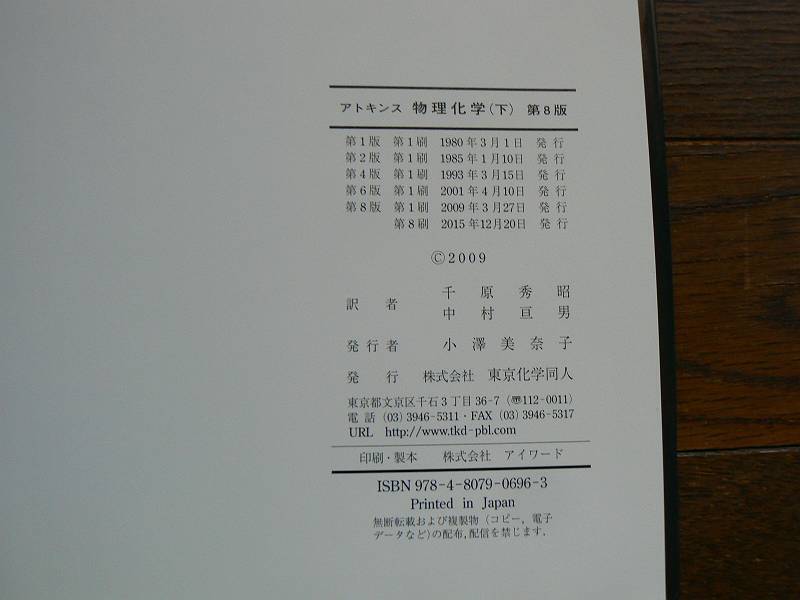 アトキンス 物理化学(下) 第8版
第1版 第1刷 1980年3月1日 発行
第2版 第1刷 1985年1月10日 発行
第4版 第1刷 1993年3月15日 発行
第6版 第1刷 2001年4月10日 発行
第8版 第1刷 2009年3月27日 発行
第8刷 2015年12月20日 発行
©2009
訳者 千原秀昭
中村亘男
発行者 小澤美奈子
発行 株式会社 東京化学同人
東京都文京区千石3丁目36-7 (〠112-0011)
電話 (03) 3946-5311・FAX (03) 3946-5317
URL http://www.tkd-pbl.com
印刷・製本 株式会社 アイワード
ISBN 978-4-8079-0696-3
Printed in Japan
無断転載および複製物 (コピー, 電子
データなど)の配布, 配信を禁じます.